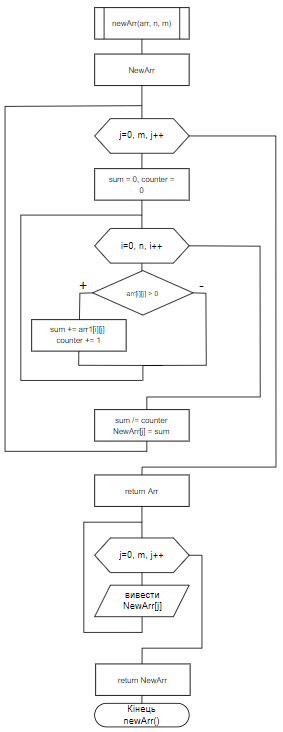 newArr(arr, n, m)
NewArr
j=0, m, j++
sum = 0, counter =
0
i=0, n, i++
+
-
arr[i][j] > 0
sum += arr1[i][j]
counter += 1
sum /= counter
NewArr[j] = sum
return Arr
j=0, m, j++
вивести
NewArr[j]
return NewArr
Кінець
newArr()